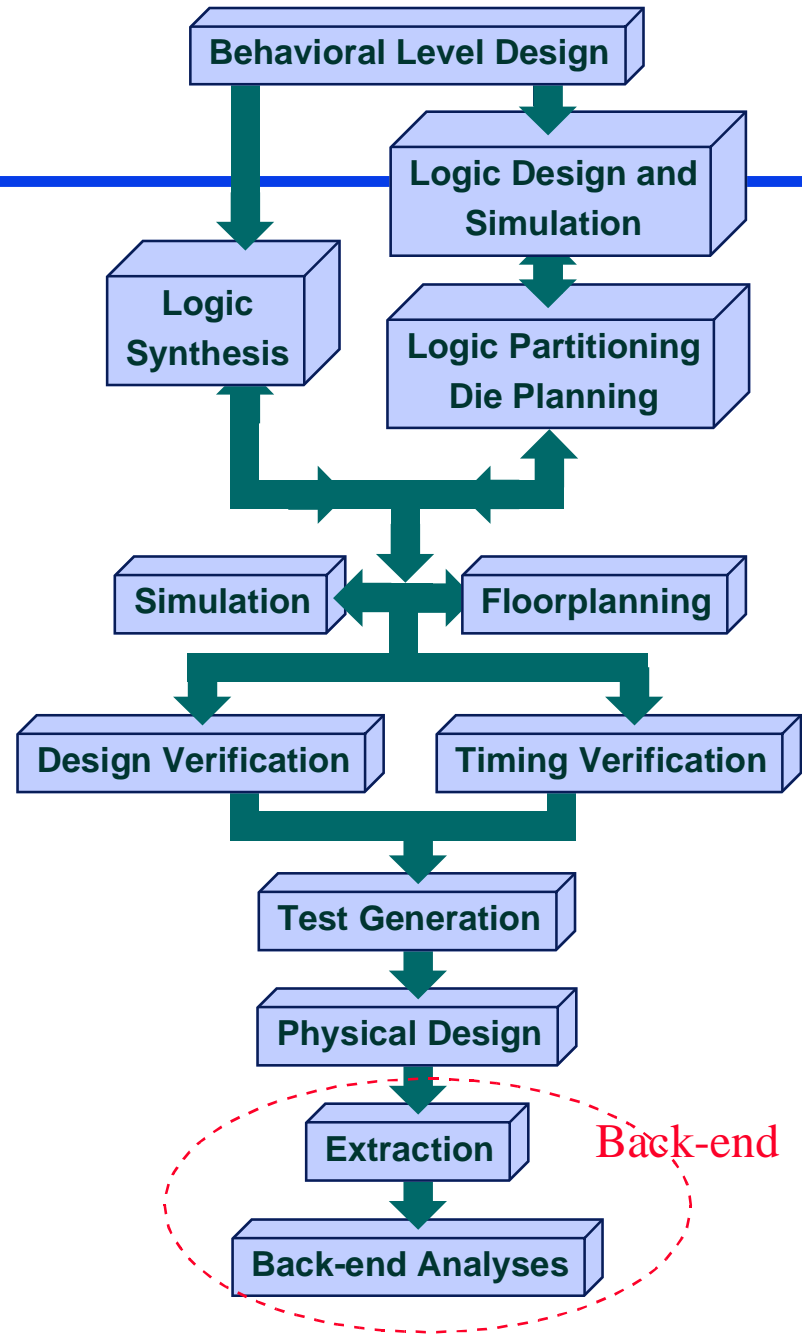 Behavioral Level Design
Logic Design and
Simulation
Logic
Synthesis
Logic Partitioning
Die Planning
Simulation
Floorplanning
Design Verification
Timing Verification
Test Generation
Physical Design
Extraction
Back-end
Back-end Analyses